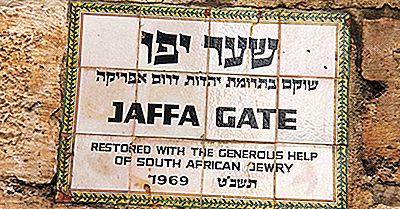 שער יפו
שוקם בתרומת יהדות דרום אפריקה
JAFFA GATE
RESTORED WITH THE GENEROUS HELP
OF SOUTH AFRICAN JEWRY
1969 תשכ"ט